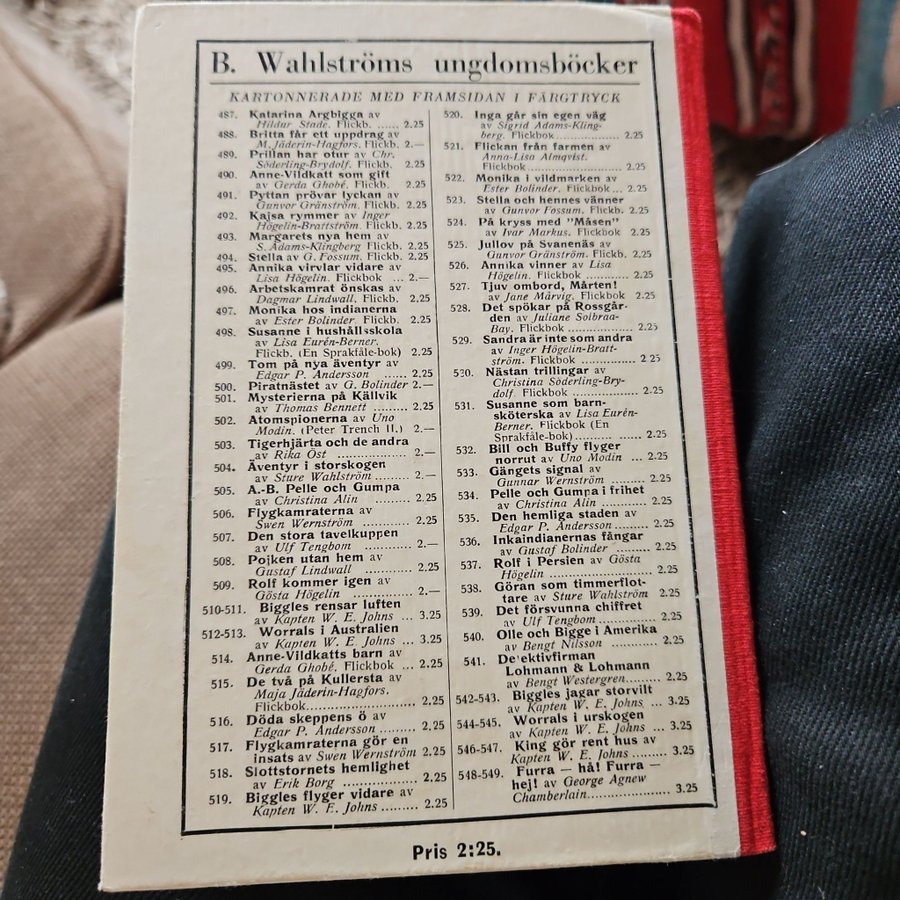 B. Wahlströms ungdomsböcker
KARTONNERADE MED FRAMSIDAN I FÄRGTRYCK
487. Katarina Argbigga av
Hildur Stade. Flickb. ...... 2.25
488. Britta får ett uppdrag av
M. Jäderin-Hagfors. Flickb. 2.—
489. Prillan har otur av Chr.
Söderling-Brydolf. Flickb. 2.25
490. Anne-Vildkatt som gift
av Gerda Ghobé. Flickb. 2.25
491. Pyttan prövar lyckan av
Gunvor Gränström. Flickb. 2.25
492. Kajsa rymmer av Inger
Högelin-Brattström. Flickb. 2.25
493. Margarets nya hem av
S. Adams-Klingberg Flickb. 2.25
494. Stella av G. Fossum. Flickb. 2.25
495. Annika virvlar vidare av
Lisa Högelin. Flickbok ... 2.—
496. Arbetskamrat önskas av
Dagmar Lindwall. Flickb. 2.25
497. Monika hos indianerna
av Ester Bolinder. Flickb. 2.25
498. Susanne i hushållsskola
av Lisa Eurén-Berner.
Flickb. (En Språkfåle-bok) 2.25
499. Tom på nya äventyr av
Edgar P. Andersson ...... 2.25
500. Piratnästet av G. Bolinder 2.—
501. Mysterierna på Källvik
av Thomas Bennett ......... 2.25
502. Atomspionerna av Uno
Modin. (Peter Trench II.) 2.—
503. Tigerhjärta och de andra
av Rika Öst .................. 2.—
504. Äventyr i storskogen
av Sture Wahlström ......... 2.—
505. A.-B. Pelle och Gumpa
av Christina Alin ......... 2.25
506. Flygkamraterna av
Swen Wernström ............ 2.25
507. Den stora tavelkuppen
av Ulf Tengbom ............ 2.—
508. Pojken utan hem av
Gustaf Lindwall ............ 2.25
509. Rolf kommer igen av
Gösta Högelin ............... 2.—
510-511. Biggles rensar luften
av Kapten W. E. Johns ... 3.25
512-513. Worrals i Australien
av Kapten W. E. Johns ... 3.25
514. Anne-Vildkatts barn av
Gerda Ghobé. Flickbok ... 2.25
515. De två på Kullersta av
Maja Jäderin-Hagfors.
Flickbok........................ 2.25
516. Döda skeppens ö av
Edgar P. Andersson ......... 2.25
517. Flygkamraterna gör en
insats av Swen Wernström 2.25
518. Slottstornets hemlighet
av Erik Borg .................. 2.25
519. Biggles flyger vidare av
Kapten W. E. Johns ......... 2.25
520. Inga går sin egen väg
av Sigrid Adams-Kling-
berg. Flickbok............... 2.25
521. Flickan från farmen av
Anna-Lisa Almqvist.
Flickbok........................ 2.25
522. Monika i vildmarken av
Ester Bolinder. Flickbok... 2.25
523. Stella och hennes vänner
av Gunvor Fossum. Flickb. 2.25
524. På kryss med "Måsen"
av Ivar Markus. Flickbok 2.25
525. Jullov på Svanenäs av
Gunvor Gränström. Flickb. 2.25
526. Annika vinner av Lisa
Högelin. Flickbok ............ 2.25
527. Tjuv ombord, Mårten!
av Jane Märvig. Flickbok 2.25
528. Det spökar på Rossgår-
den av Juliane Solbraa-
Bay. Flickbok ............... 2.25
529. Sandra är inte som andra
av Inger Högelin-Bratt-
ström. Flickbok ............ 2.25
530. Nästan trillingar av
Christina Söderling-Bry-
dolf. Flickbok ............... 2.25
531. Susanne som barn-
sköterska av Lisa Eurén-
Berner. Flickbok (En
Språkfåle-bok)............... 2.25
532. Bill och Buffy flyger
norrut av Uno Modin ... 2.25
533. Gängets signal av
Gunnar Wernström ......... 2.25
534. Pelle och Gumpa i frihet
av Christina Alin ............ 2.25
535. Den hemliga staden av
Edgar P. Andersson ......... 2.25
536. Inkaindianernas fångar
av Gustaf Bolinder ......... 2.25
537. Rolf i Persien av Gösta
Högelin ........................ 2.25
538. Göran som timmerflot-
tare av Sture Wahlström 2.25
539. Det försvunna chiffret
av Ulf Tengbom............... 2.25
540. Olle och Bigge i Amerika
av Bengt Nilsson ............ 2.25
541. De'ektivfirman
Lohmann & Lohmann
av Bengt Westergren......... 2.25
542-543. Biggles jagar storvilt
av Kapten W. E. Johns ... 3.25
544-545. Worrals i urskogen
av Kapten W. E. Johns ... 3.25
546-547. King gör rent hus av
Kapten W. E. Johns ......... 3.25
548-549. Furra — hå! Furra —
hej! av George Agnew
Chamberlain.................. 3.25
Pris 2:25.